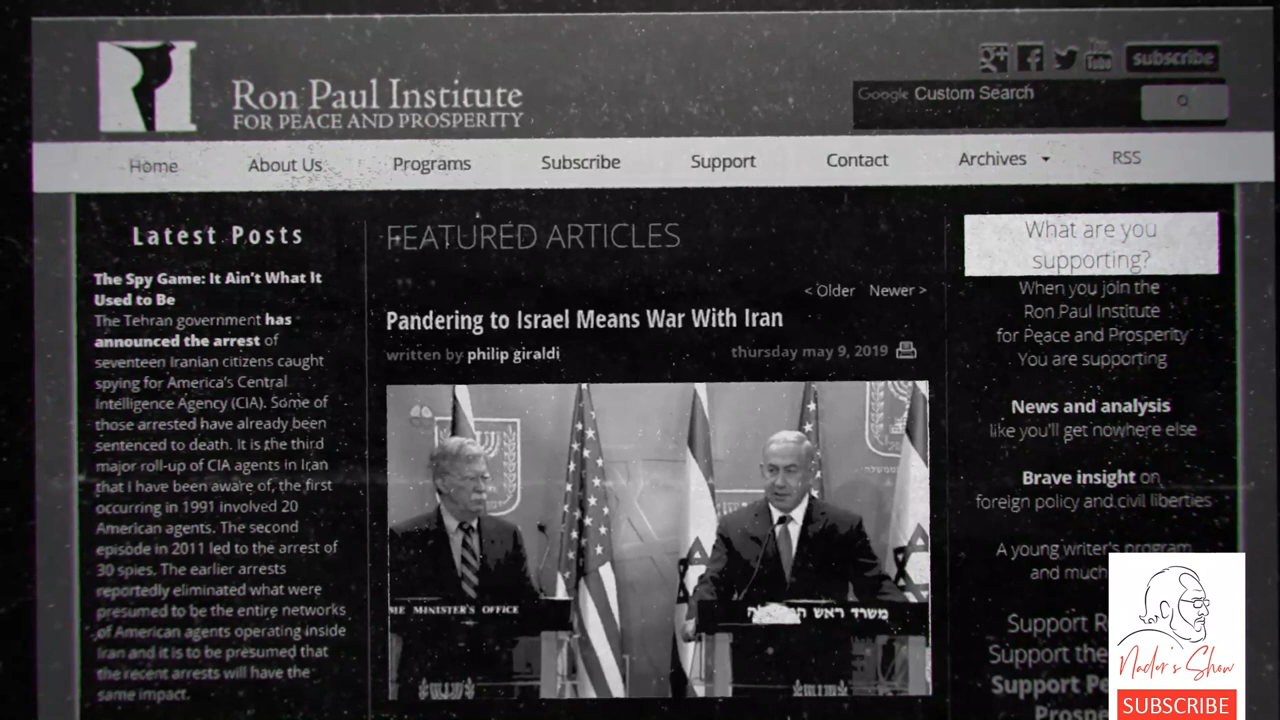 Ron Paul Institute
FOR PEACE AND PROSPERITY
g+ f You Tube subscribe
Google Custom Search
Home About Us Programs Subscribe Support Contact Archives RSS
Latest Posts
The Spy Game: It Ain't What It
Used to Be
The Tehran government has
announced the arrest of
seventeen Iranian citizens caught
spying for America's Central
Intelligence Agency (CIA). Some of
those arrested have already been
sentenced to death. It is the third
major roll-up of CIA agents in Iran
that I have been aware of, the first
occurring in 1991 involved 20
American agents. The second
episode in 2011 led to the arrest of
30 spies. The earlier arrests
reportedly eliminated what were
presumed to be the entire networks
of American agents operating inside
Iran and it is to be presumed that
the recent arrests will have the
same impact.
FEATURED ARTICLES
< Older Newer >
Pandering to Israel Means War With Iran
written by philip giraldi thursday may 9, 2019
ME MINISTER'S OFFICE
משרד ראש
What are you
supporting?
When you join the
Ron Paul Institute
for Peace and Prosperity
You are supporting
News and analysis
like you'll get nowhere else
Brave insight on
foreign policy and civil liberties
A young writer's program
and much
Support R
Support the
Support Pe
Prospe
Nader's Show
SUBSCRIBE